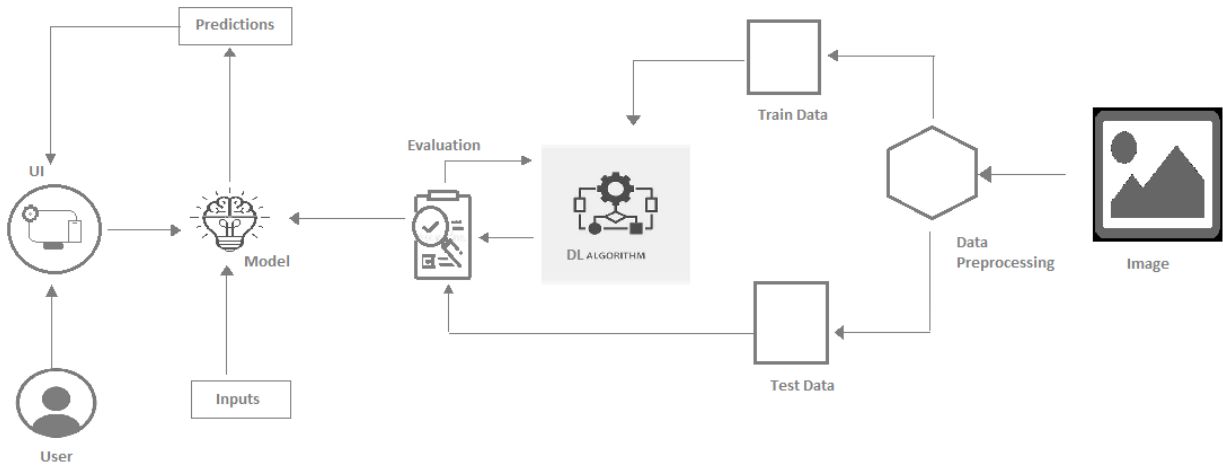 Predictions
Train Data
Evaluation
UI
DL ALGORITHM
Model
Data
Preprocessing
Image
Test Data
Inputs
User